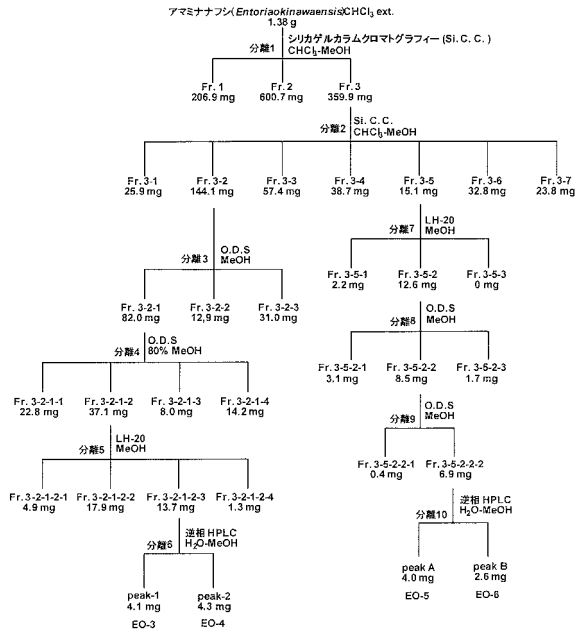 アマミナナフシ(Entoriaokinawaensis)CHCl3 ext.
1.38 g
分離1
シリカゲルカラムクロマトグラフィー (Si. C. C. )
CHCl3-MeOH
Fr. 1 Fr. 2 Fr. 3
206.9 mg 600.7 mg 359.9 mg
分離2
Si. C. C.
CHCl3-MeOH
Fr. 3-1 Fr. 3-2 Fr. 3-3 Fr. 3-4 Fr. 3-5 Fr. 3-6 Fr. 3-7
25.9 mg 144.1 mg 57.4 mg 38.7 mg 15.1 mg 32.8 mg 23.8 mg
分離3
O.D.S
MeOH
Fr. 3-2-1 Fr. 3-2-2 Fr. 3-2-3
82.0 mg 12,9 mg 31.0 mg
分離4
O.D.S
80% MeOH
Fr. 3-2-1-1 Fr. 3-2-1-2 Fr. 3-2-1-3 Fr. 3-2-1-4
22.8 mg 37.1 mg 8.0 mg 14.2 mg
分離5
LH-20
MeOH
Fr. 3-2-1-2-1 Fr. 3-2-1-2-2 Fr. 3-2-1-2-3 Fr. 3-2-1-2-4
4.9 mg 17.9 mg 13.7 mg 1.3 mg
分離6
逆相 HPLC
H2O-MeOH
peak-1 peak-2
4.1 mg 4.3 mg
EO-3 EO-4
分離7
LH-20
MeOH
Fr. 3-5-1 Fr. 3-5-2 Fr. 3-5-3
2.2 mg 12.6 mg 0 mg
分離8
O.D.S
MeOH
Fr. 3-5-2-1 Fr. 3-5-2-2 Fr. 3-5-2-3
3.1 mg 8.5 mg 1.7 mg
分離9
O.D.S
MeOH
Fr. 3-5-2-2-1 Fr. 3-5-2-2-2
0.4 mg 6.9 mg
分離10
逆相 HPLC
H2O-MeOH
peak A peak B
4.0 mg 2.6 mg
EO-5 EO-6